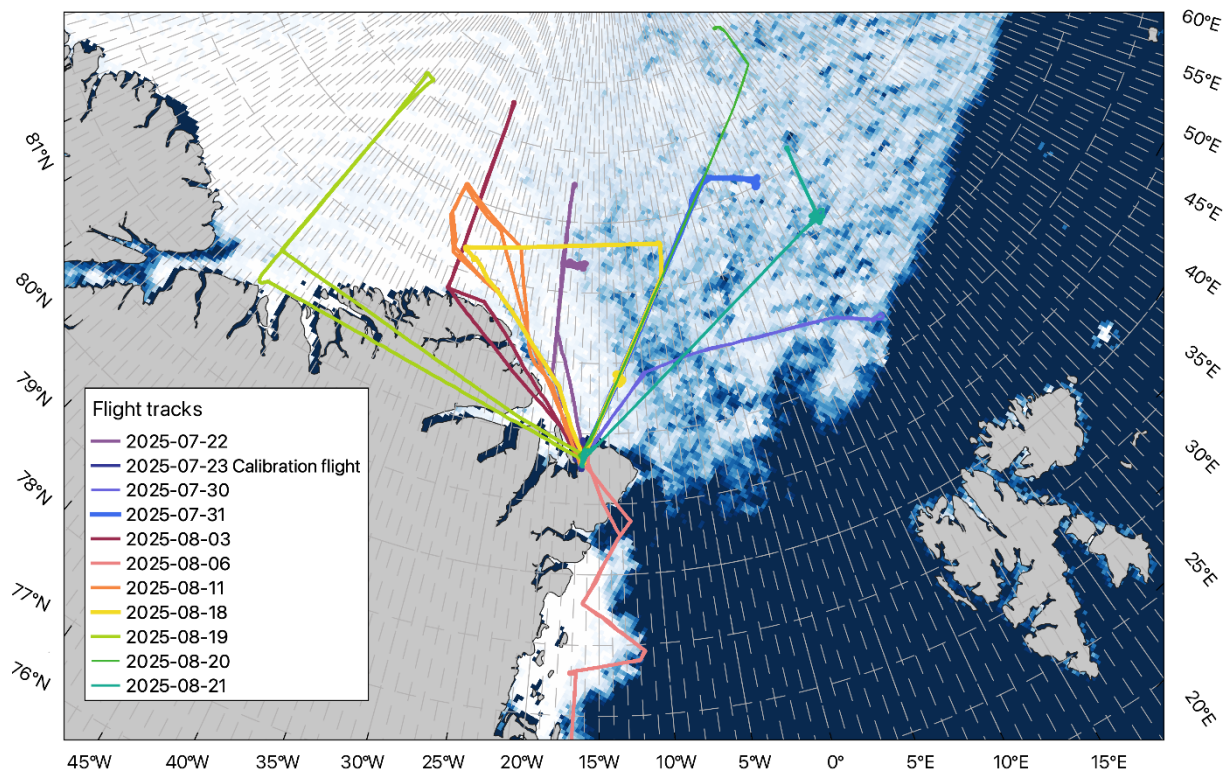 60°E
55°E
50°E
45°E
40°E
35°E
30°E
25°E
20°E
81°N
80°N
79°N
78°N
77°N
76°N
Flight tracks
2025-07-22
2025-07-23 Calibration flight
2025-07-30
2025-07-31
2025-08-03
2025-08-06
2025-08-11
2025-08-18
2025-08-19
2025-08-20
2025-08-21
45°W 40°W 35°W 30°W 25°W 20°W 15°W 10°W 5°W 0° 5°E 10°E 15°E